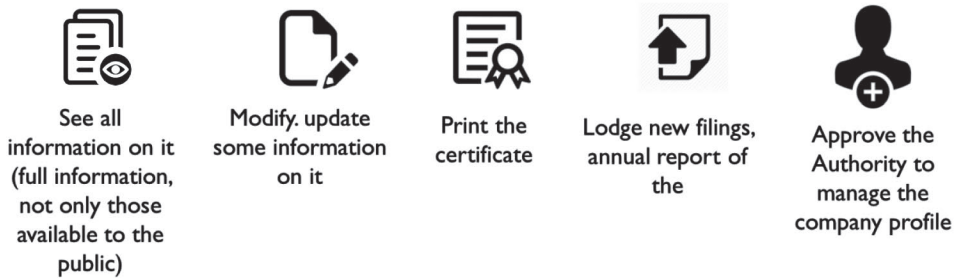 See all
information on it
(full information,
not only those
available to the
public)
Modify. update
some information
on it
Print the
certificate
Lodge new filings,
annual report of
the
Approve the
Authority to
manage the
company profile